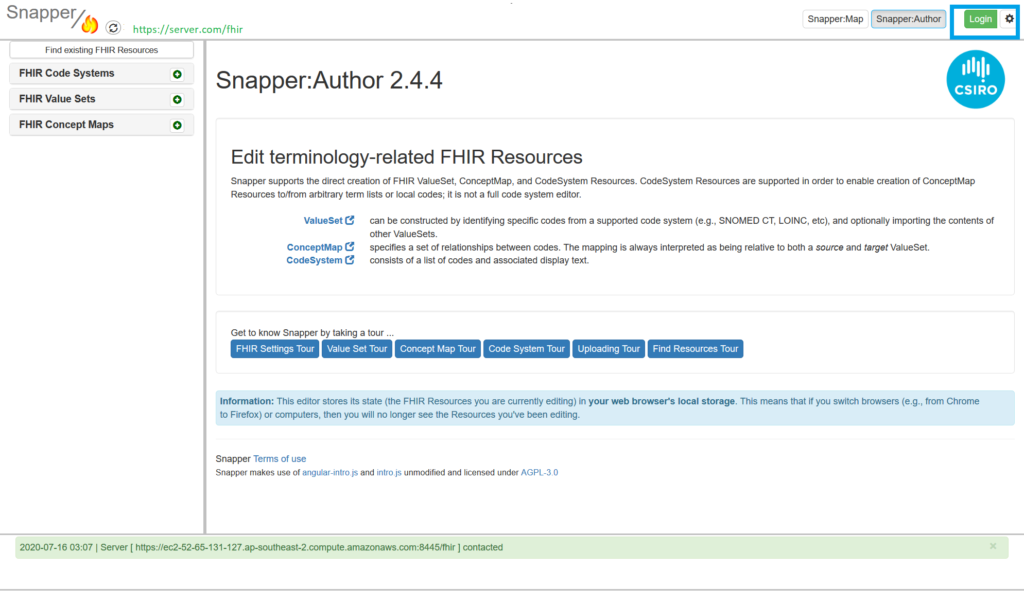 Snapper/
https://server.com/fhir
Snapper:Map
Snapper:Author
Login
Find existing FHIR Resources
FHIR Code Systems
FHIR Value Sets
FHIR Concept Maps
Snapper:Author 2.4.4
CSIRO
Edit terminology-related FHIR Resources
Snapper supports the direct creation of FHIR ValueSet, ConceptMap, and CodeSystem Resources. CodeSystem Resources are supported in order to enable creation of ConceptMap
Resources to/from arbitrary term lists or local codes; it is not a full code system editor.
ValueSet can be constructed by identifying specific codes from a supported code system (e.g., SNOMED CT, LOINC, etc), and optionally importing the contents of
other ValueSets.
ConceptMap specifies a set of relationships between codes. The mapping is always interpreted as being relative to both a source and target ValueSet.
CodeSystem consists of a list of codes and associated display text.
Get to know Snapper by taking a tour ...
FHIR Settings Tour
Value Set Tour
Concept Map Tour
Code System Tour
Uploading Tour
Find Resources Tour
Information: This editor stores its state (the FHIR Resources you are currently editing) in your web browser's local storage. This means that if you switch browsers (e.g., from Chrome
to Firefox) or computers, then you will no longer see the Resources you've been editing.
Snapper Terms of use
Snapper makes use of angular-intro.js and intro.js unmodified and licensed under AGPL-3.0
2020-07-16 03:07 | Server [ https://ec2-52-65-131-127.ap-southeast-2.compute.amazonaws.com:8445/fhir ] contacted
×